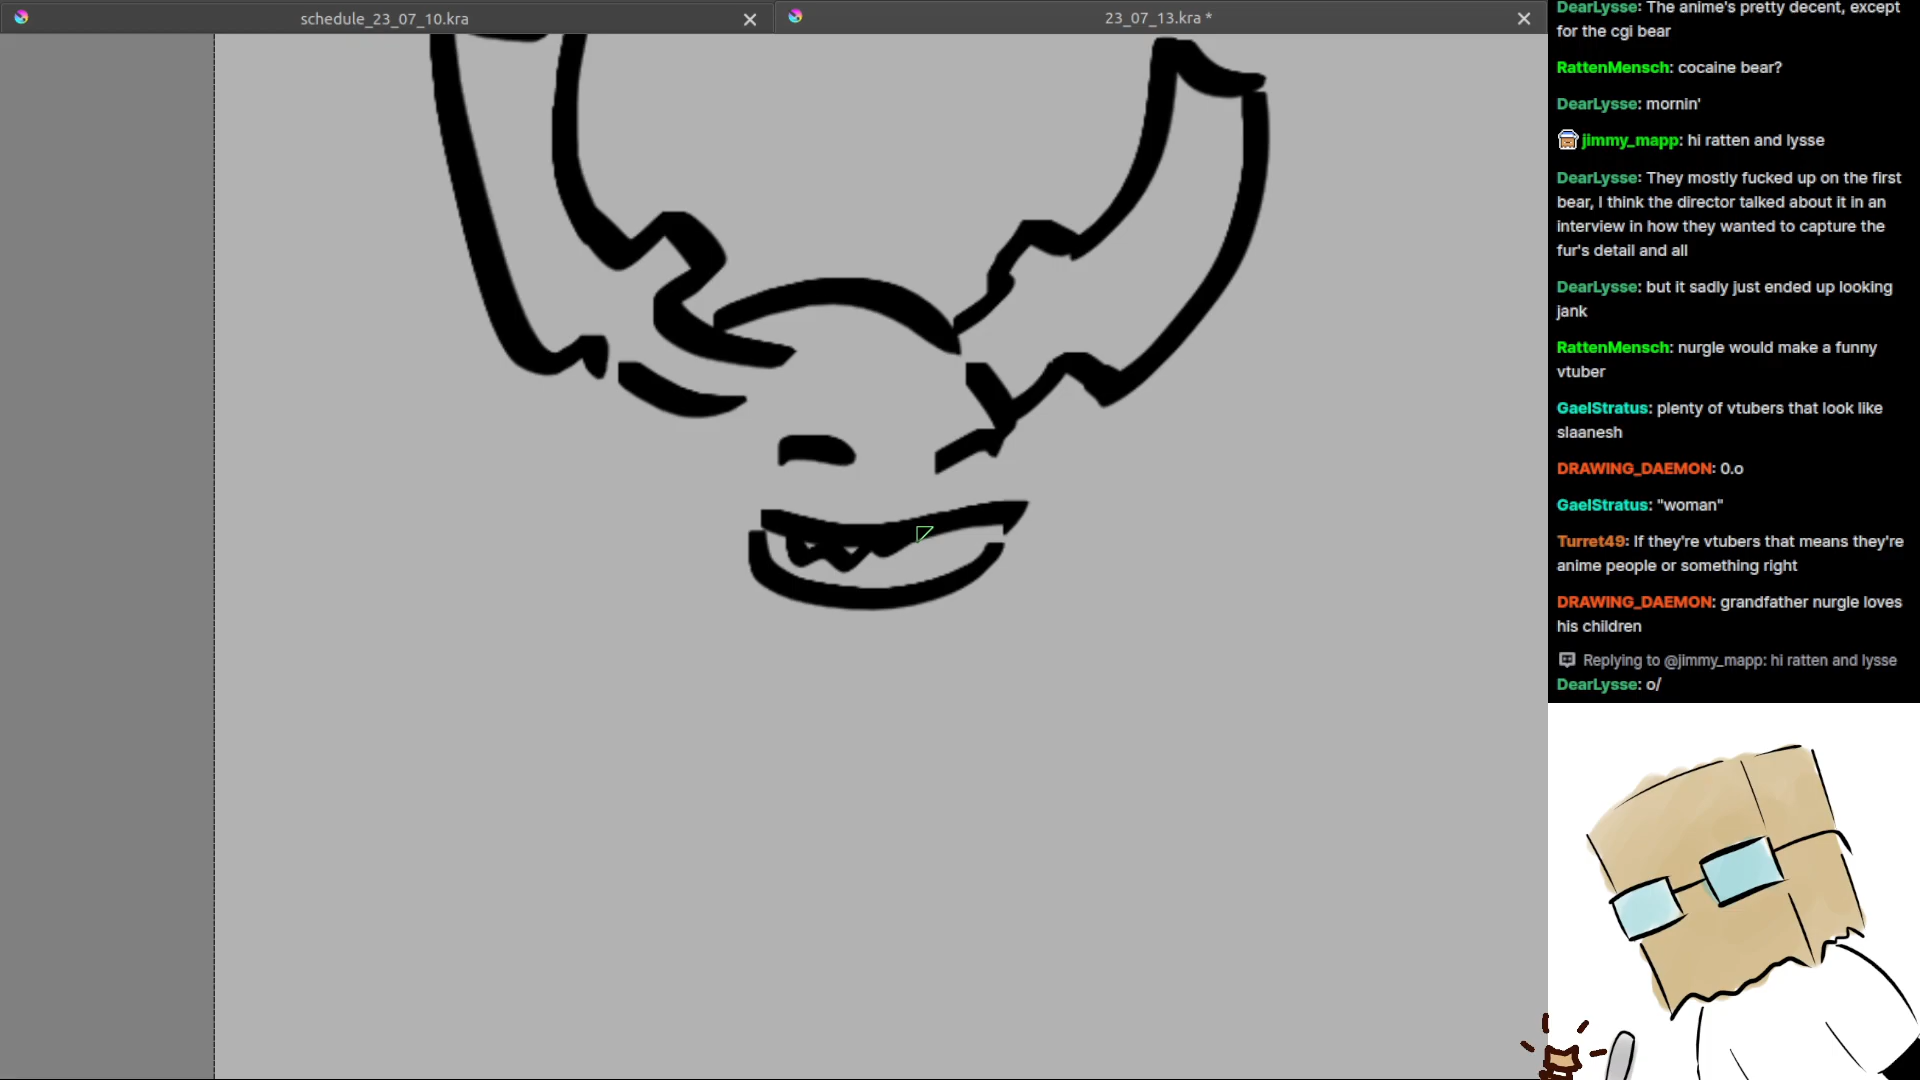 schedule_23_07_10.kra
23_07_13.kra *
DearLysse: The anime's pretty decent, except
for the cgi bear
RattenMensch: cocaine bear?
DearLysse: mornin'
jimmy_mapp: hi ratten and lysse
DearLysse: They mostly fucked up on the first
bear, I think the director talked about it in an
interview in how they wanted to capture the
fur's detail and all
DearLysse: but it sadly just ended up looking
jank
RattenMensch: nurgle would make a funny
vtuber
GaelStratus: plenty of vtubers that look like
slaanesh
DRAWING_DAEMON: 0.o
GaelStratus: "woman"
Turret49: If they're vtubers that means they're
anime people or something right
DRAWING_DAEMON: grandfather nurgle loves
his children
Replying to @jimmy_mapp: hi ratten and lysse
DearLysse: o/